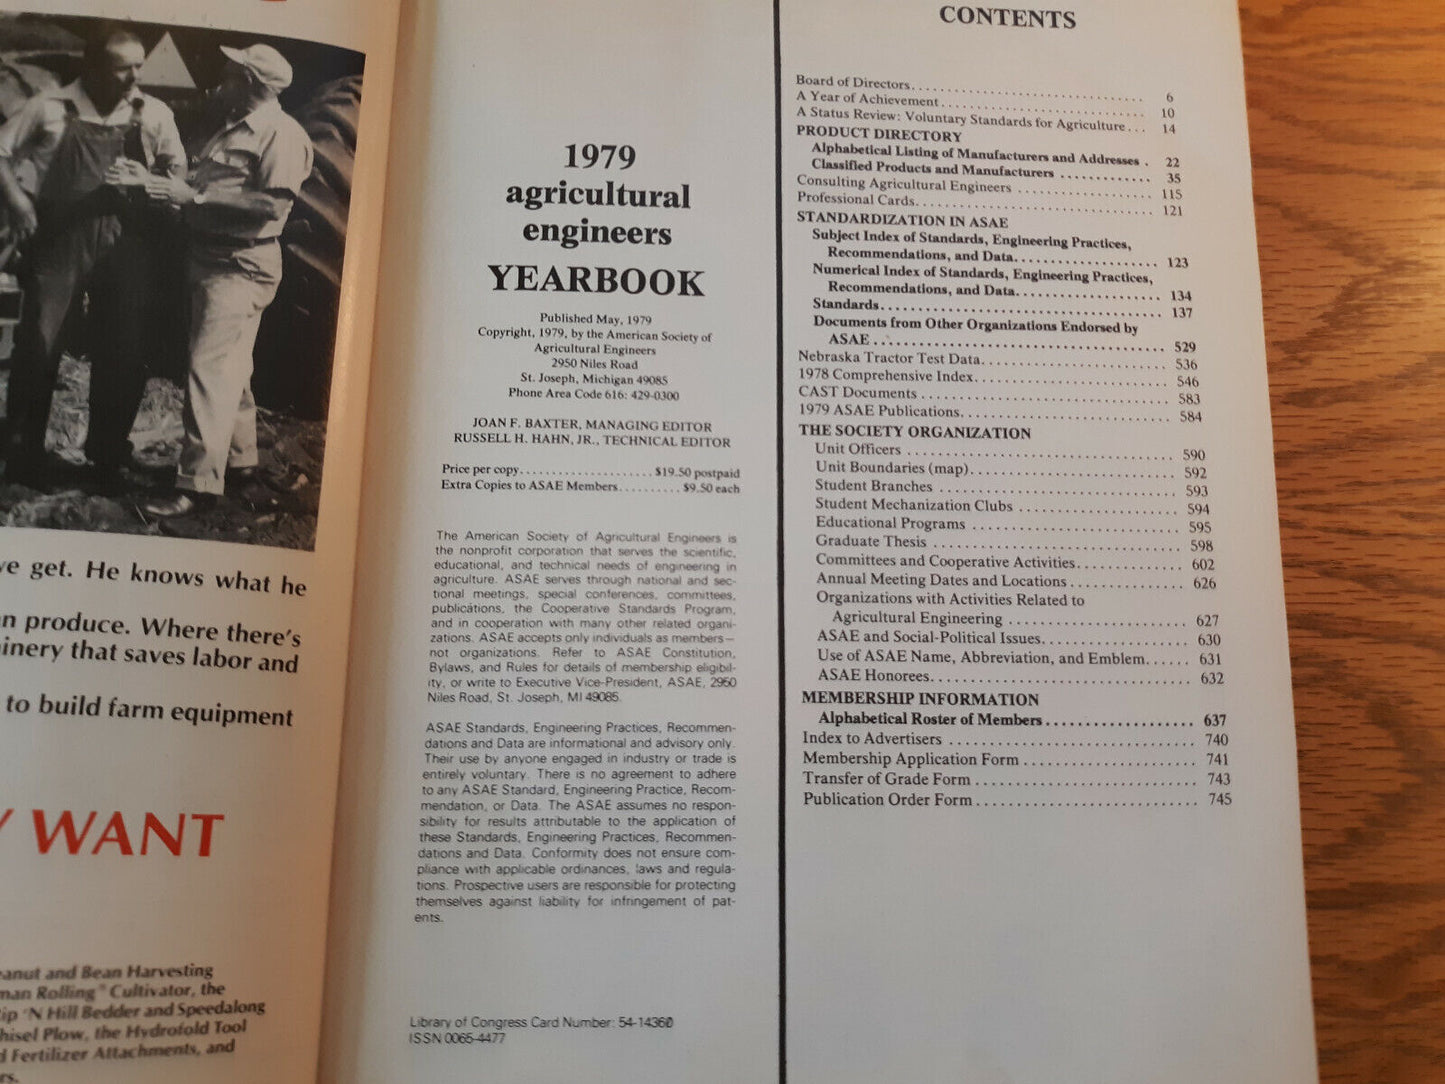 ve get. He knows what he
n produce. Where there's
inery that saves labor and
to build farm equipment
WANT
eanut and Bean Harvesting
man Rolling® Cultivator, the
Rip 'N Hill Bedder and Speedalong
hisel Plow, the Hydrofold Tool
d Fertilizer Attachments, and
rs.
1979
agricultural
engineers
YEARBOOK
Published May, 1979
Copyright, 1979, by the American Society of
Agricultural Engineers
2950 Niles Road
St. Joseph, Michigan 49085
Phone Area Code 616: 429-0300
JOAN F. BAXTER, MANAGING EDITOR
RUSSELL H. HAHN, JR., TECHNICAL EDITOR
Price per copy.................... $19.50 postpaid
Extra Copies to ASAE Members.......... $9.50 each
The American Society of Agricultural Engineers is
the nonprofit corporation that serves the scientific,
educational, and technical needs of engineering in
agriculture. ASAE serves through national and sec-
tional meetings, special conferences, committees,
publications, the Cooperative Standards Program,
and in cooperation with many other related organi-
zations. ASAE accepts only individuals as members—
not organizations. Refer to ASAE Constitution,
Bylaws, and Rules for details of membership eligibil-
ity, or write to Executive Vice-President, ASAE, 2950
Niles Road, St. Joseph, MI 49085.
ASAE Standards, Engineering Practices, Recommen-
dations and Data are informational and advisory only.
Their use by anyone engaged in industry or trade is
entirely voluntary. There is no agreement to adhere
to any ASAE Standard, Engineering Practice, Recom-
mendation, or Data. The ASAE assumes no respon-
sibility for results attributable to the application of
these Standards, Engineering Practices, Recommen-
dations and Data. Conformity does not ensure com-
pliance with applicable ordinances, laws and regula-
tions. Prospective users are responsible for protecting
themselves against liability for infringement of pat-
ents.
Library of Congress Card Number: 54-14360
ISSN 0065-4477
CONTENTS
Board of Directors.................................. 6
A Year of Achievement.............................. 10
A Status Review: Voluntary Standards for Agriculture... 14
PRODUCT DIRECTORY
Alphabetical Listing of Manufacturers and Addresses . 22
Classified Products and Manufacturers ............. 35
Consulting Agricultural Engineers .................... 115
Professional Cards.................................. 121
STANDARDIZATION IN ASAE
Subject Index of Standards, Engineering Practices,
Recommendations, and Data.................... 123
Numerical Index of Standards, Engineering Practices,
Recommendations, and Data.................... 134
Standards....................................... 137
Documents from Other Organizations Endorsed by
ASAE ........................................ 529
Nebraska Tractor Test Data.......................... 536
1978 Comprehensive Index........................... 546
CAST Documents ................................... 583
1979 ASAE Publications............................. 584
THE SOCIETY ORGANIZATION
Unit Officers ..................................... 590
Unit Boundaries (map)............................. 592
Student Branches ................................. 593
Student Mechanization Clubs ....................... 594
Educational Programs ............................. 595
Graduate Thesis .................................. 598
Committees and Cooperative Activities............... 602
Annual Meeting Dates and Locations ................ 626
Organizations with Activities Related to
Agricultural Engineering ......................... 627
ASAE and Social-Political Issues.................... 630
Use of ASAE Name, Abbreviation, and Emblem...... 631
ASAE Honorees................................... 632
MEMBERSHIP INFORMATION
Alphabetical Roster of Members ................... 637
Index to Advertisers ................................ 740
Membership Application Form ....................... 741
Transfer of Grade Form ............................. 743
Publication Order Form ............................. 745